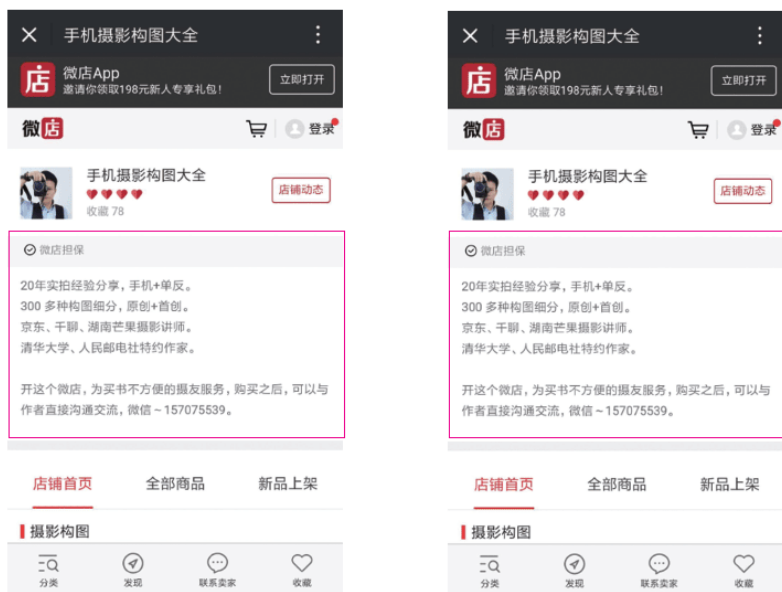 手机摄影构图大全
微店App
邀请你领取198元新人专享礼包!
立即打开
微店
登录
手机摄影构图大全
收藏 78
店铺动态
微店担保
20年实拍经验分享,手机+单反。
300 多种构图细分,原创+首创。
京东、千聊、湖南芒果摄影讲师。
清华大学、人民邮电社特约作家。
开这个微店,为买书不方便的摄友服务,购买之后,可以与
作者直接沟通交流,微信~157075539。
店铺首页 全部商品 新品上架
摄影构图
分类 发现 联系卖家 收藏
手机摄影构图大全
店 微店App
邀请你领取198元新人专享礼包!
立即打开
微店
登录
手机摄影构图大全
收藏 78
店铺动态
微店担保
20年实拍经验分享,手机+单反。
300 多种构图细分,原创+首创。
京东、千聊、湖南芒果摄影讲师。
清华大学、人民邮电社特约作家。
开这个微店,为买书不方便的摄友服务,购买之后,可以与
作者直接沟通交流,微信~157075539。
店铺首页 全部商品 新品上架
摄影构图
分类 发现 联系卖家 收藏